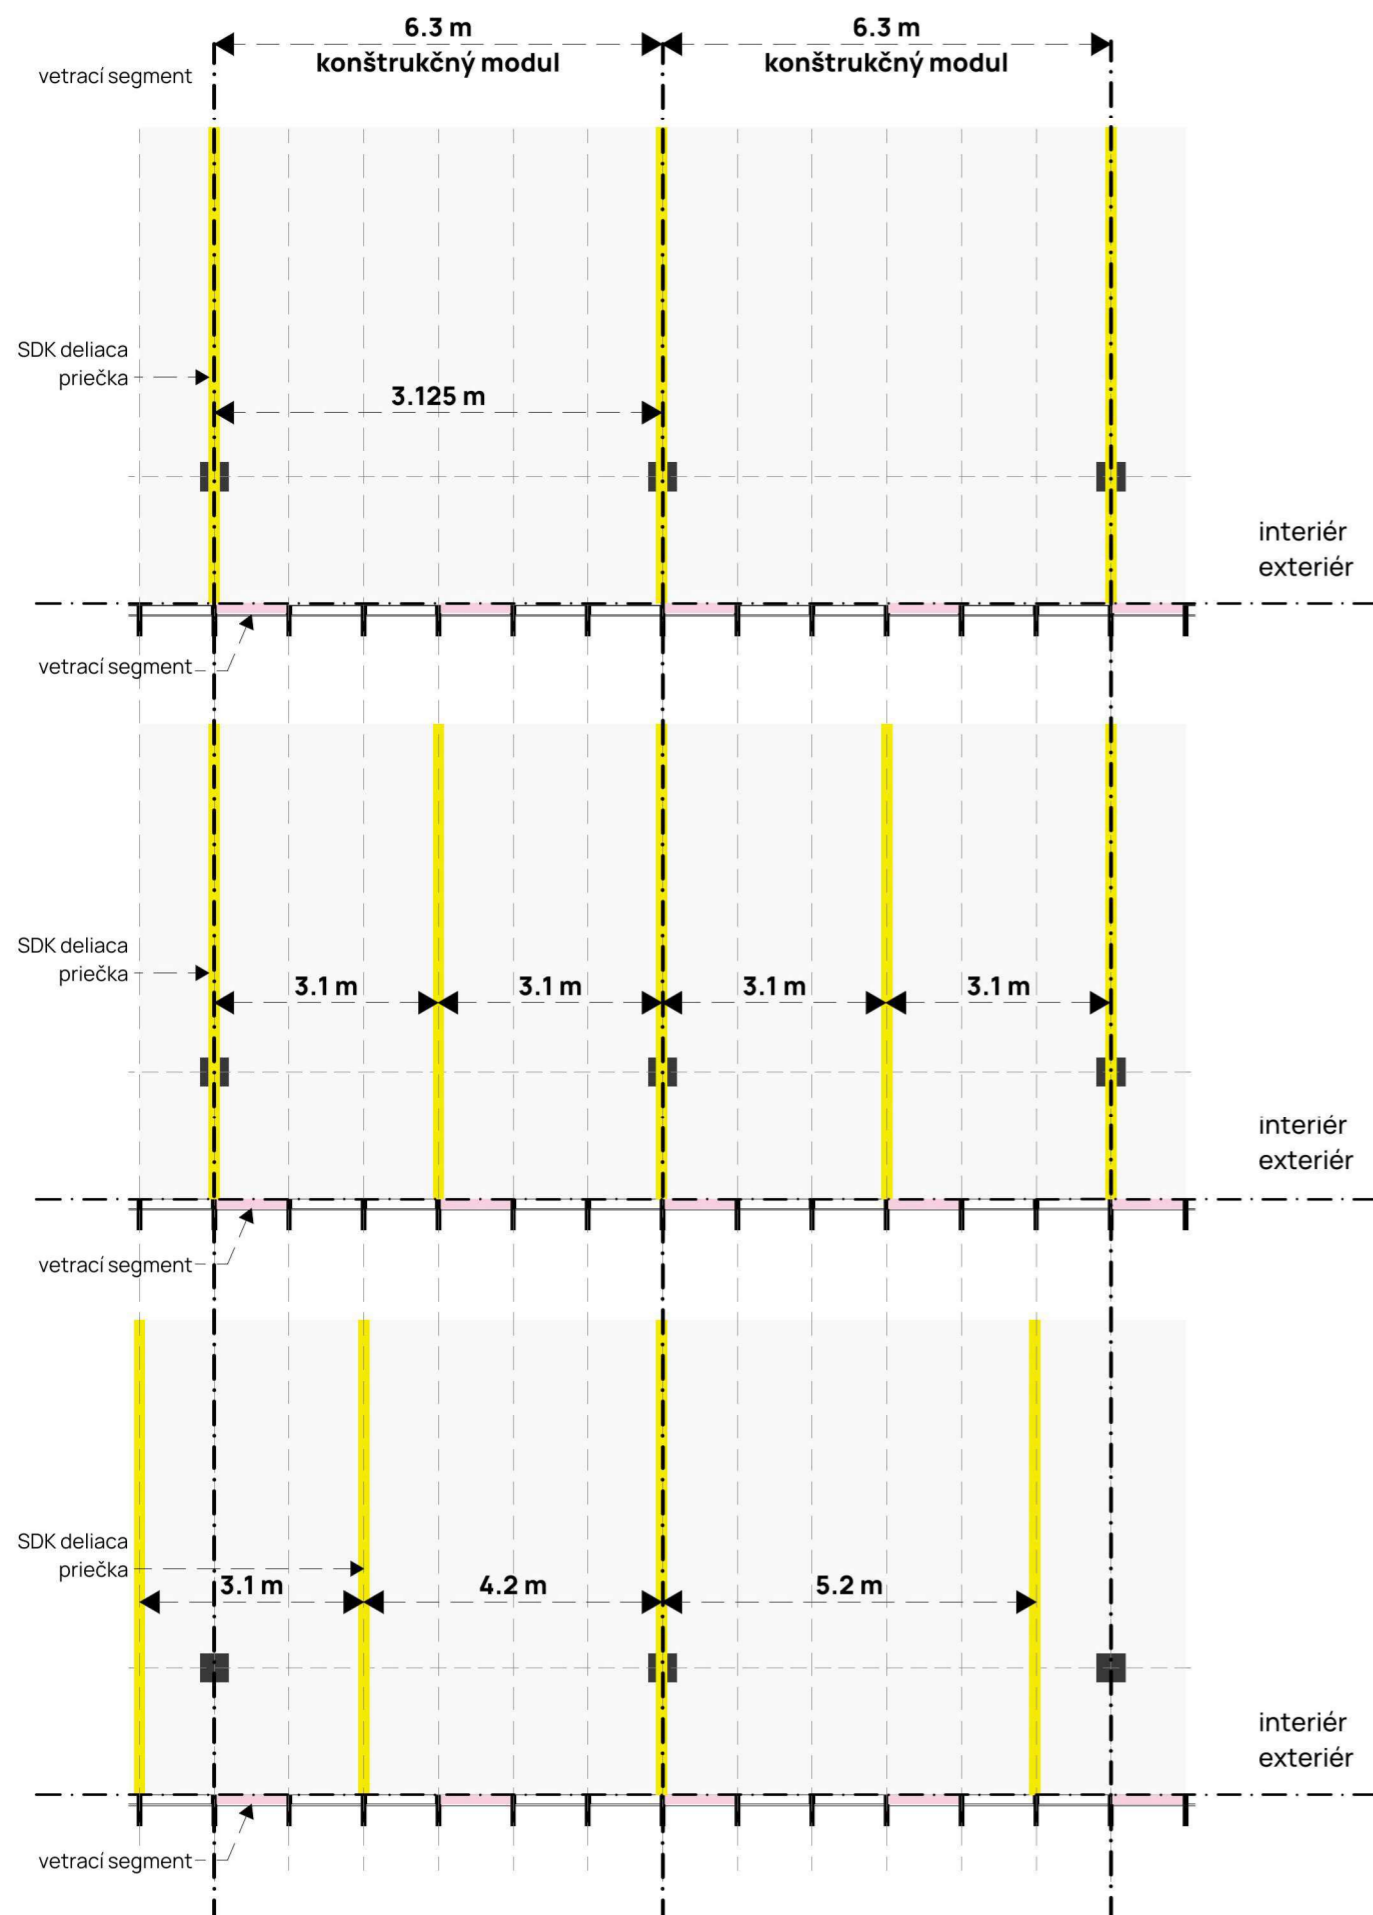 6.3 m
6.3 m
konštrukčný modul
konštrukčný modul
vetrací segment
SDK deliaca
priečka
3.125 m
interiér
exteriér
vetrací segment
SDK deliaca
priečka
3.1 m
3.1 m
3.1 m
3.1 m
interiér
exteriér
vetrací segment
SDK deliaca
priečka
3.1 m
4.2 m
5.2 m
interiér
exteriér
vetrací segment